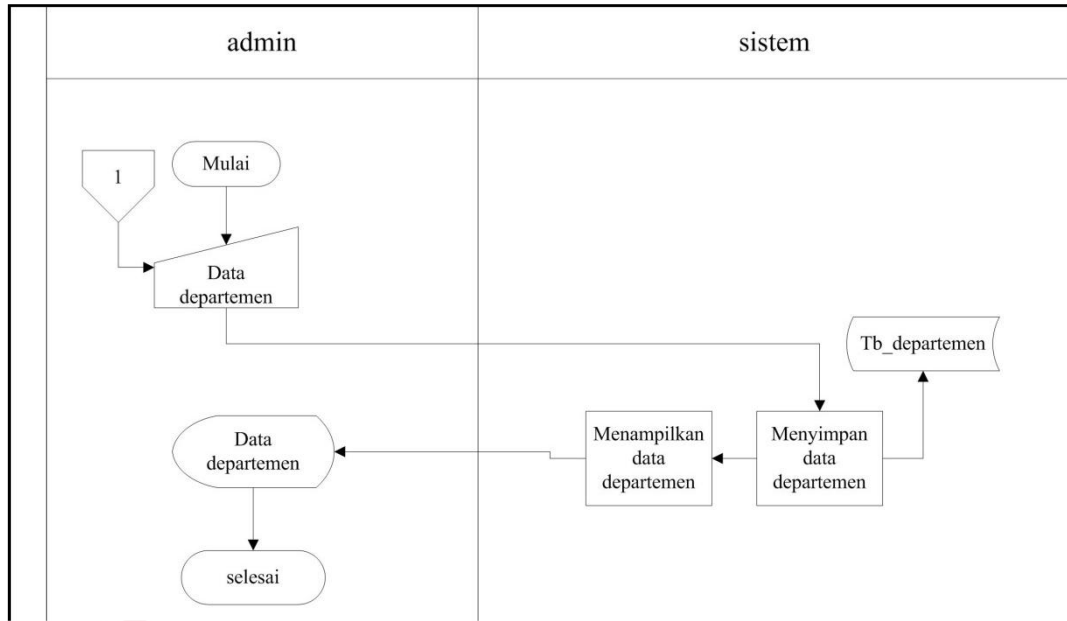 admin
sistem
1
Mulai
Data
departemen
Tb_departemen
Data
departemen
Menampilkan
data
departemen
Menyimpan
data
departemen
selesai